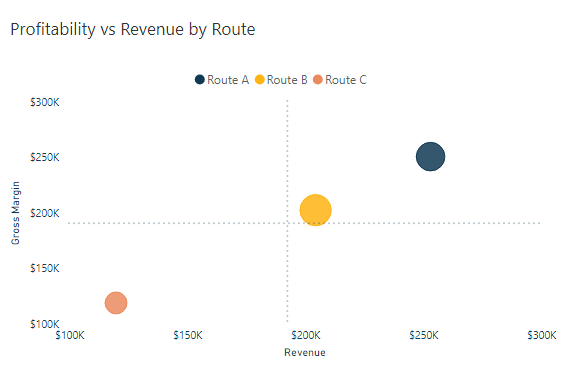 Profitability vs Revenue by Route
Route A Route B Route C
$300K
$250K
$200K
$150K
$100K
Gross Margin
$100K $150K $200K $250K $300K
Revenue